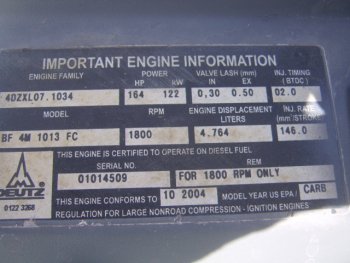 IMPORTANT ENGINE INFORMATION
ENGINE FAMILY POWER VALVE LASH (mm) INJ. TIMING
HP kW IN EX (BTDC)
4DZXL07.1034 164 122 0,30 0.50 02.0
MODEL RPM ENGINE DISPLACEMENT LITERS mm³/STROKE
BF 4M 1013 FC 1800 4.764 146.0
THIS ENGINE IS CERTIFIED TO OPERATE ON DIESEL FUEL
SERIAL NO. REM
01014509 FOR 1800 RPM ONLY
THIS ENGINE CONFORMS TO 10 2004 MODEL YEAR US EPA / CARB
REGULATION FOR LARGE NONROAD COMPRESSION - IGNITION ENGINES
DEUTZ
0122 3268